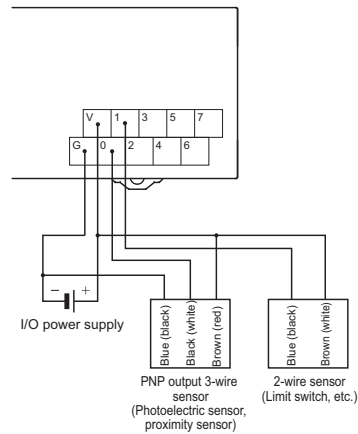 V 1 3 5 7
G 0 2 4 6
− +
I/O power supply
Blue (black)
Black (white)
Brown (red)
Blue (black)
Brown (white)
PNP output 3-wire
sensor
(Photoelectric sensor,
proximity sensor)
2-wire sensor
(Limit switch, etc.)